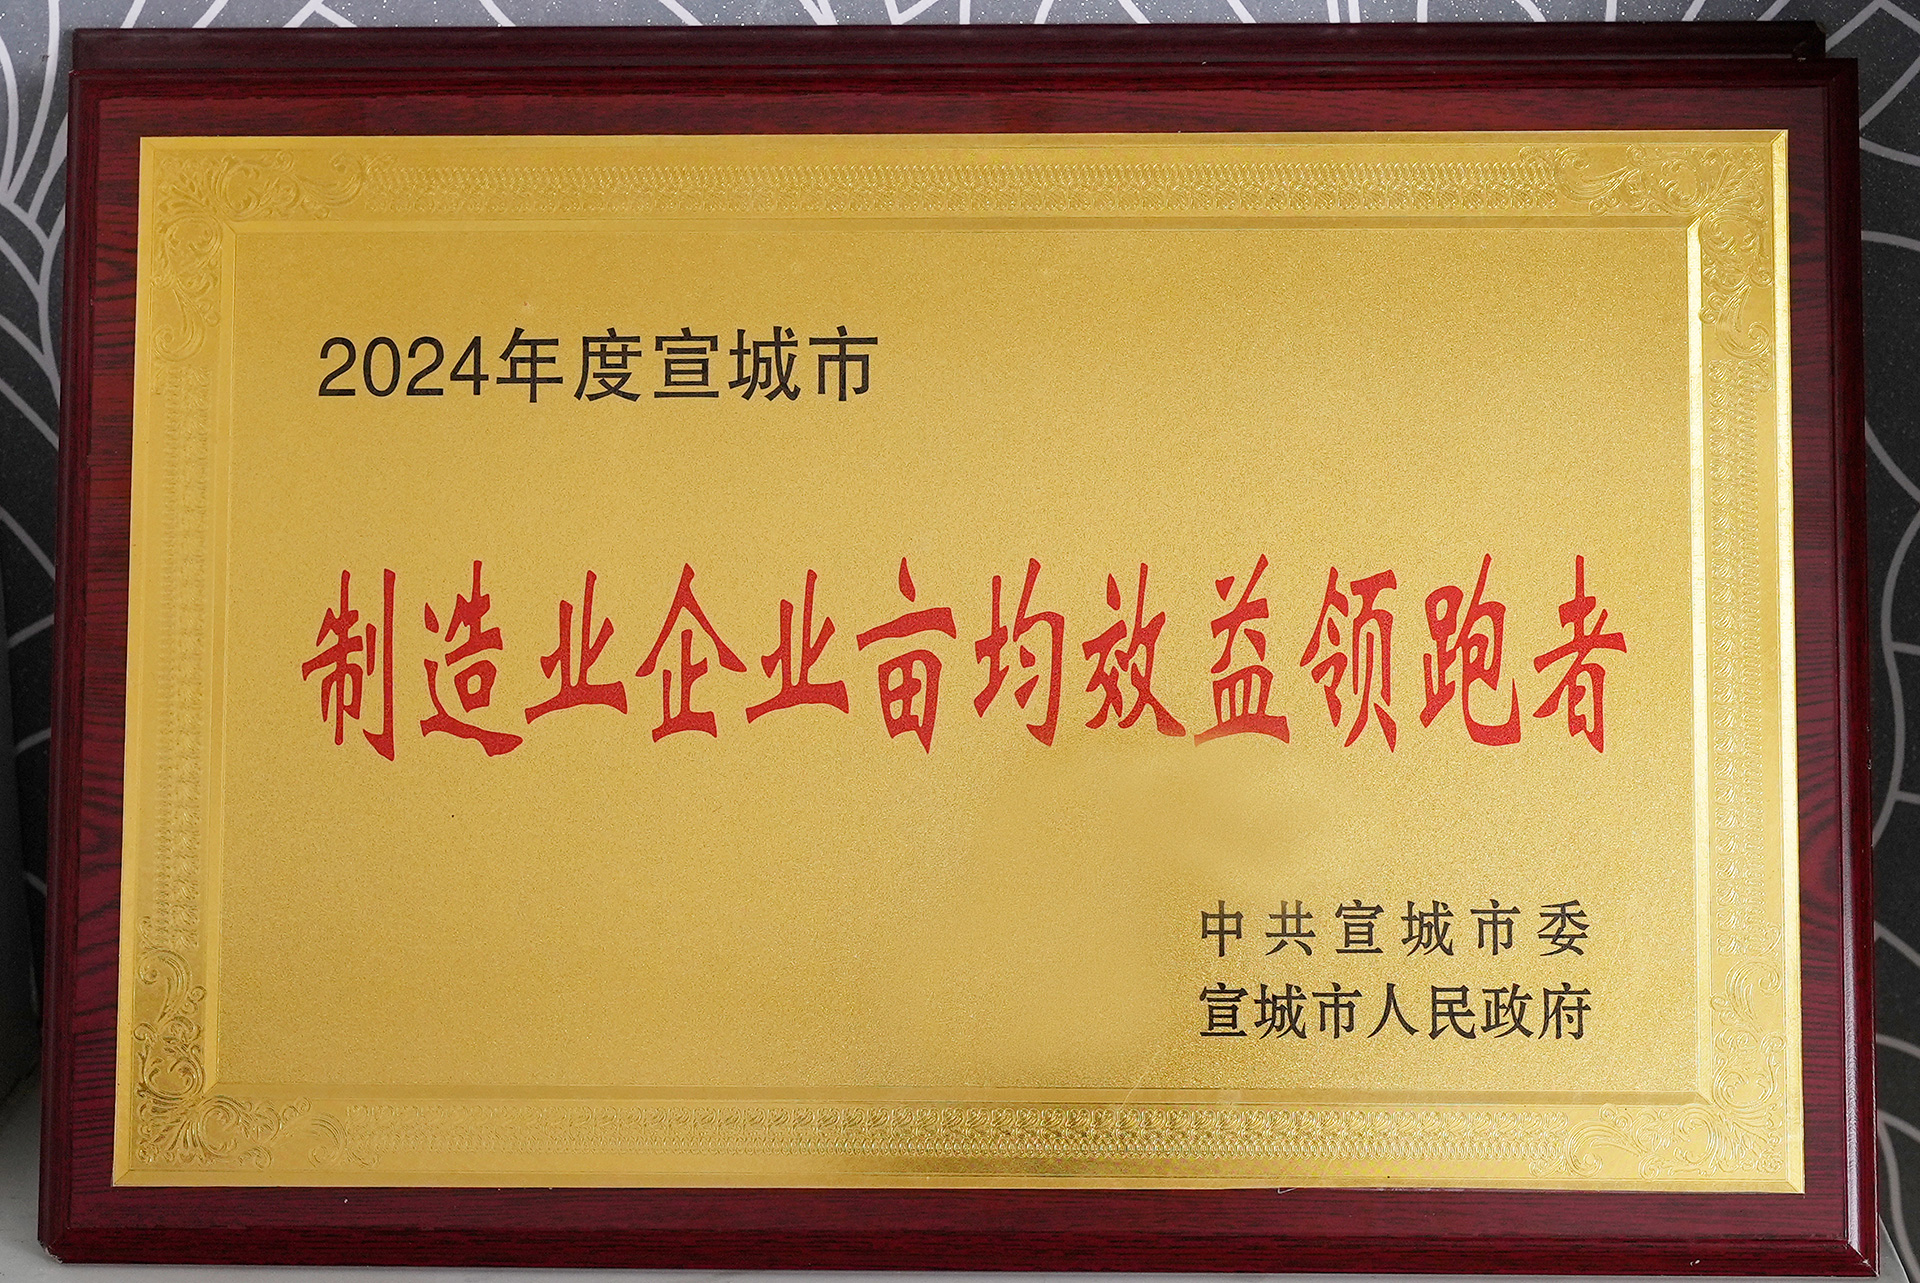 2024年度宣城市
制造业企业亩均效益领跑者
中共宣城市委
宣城市人民政府